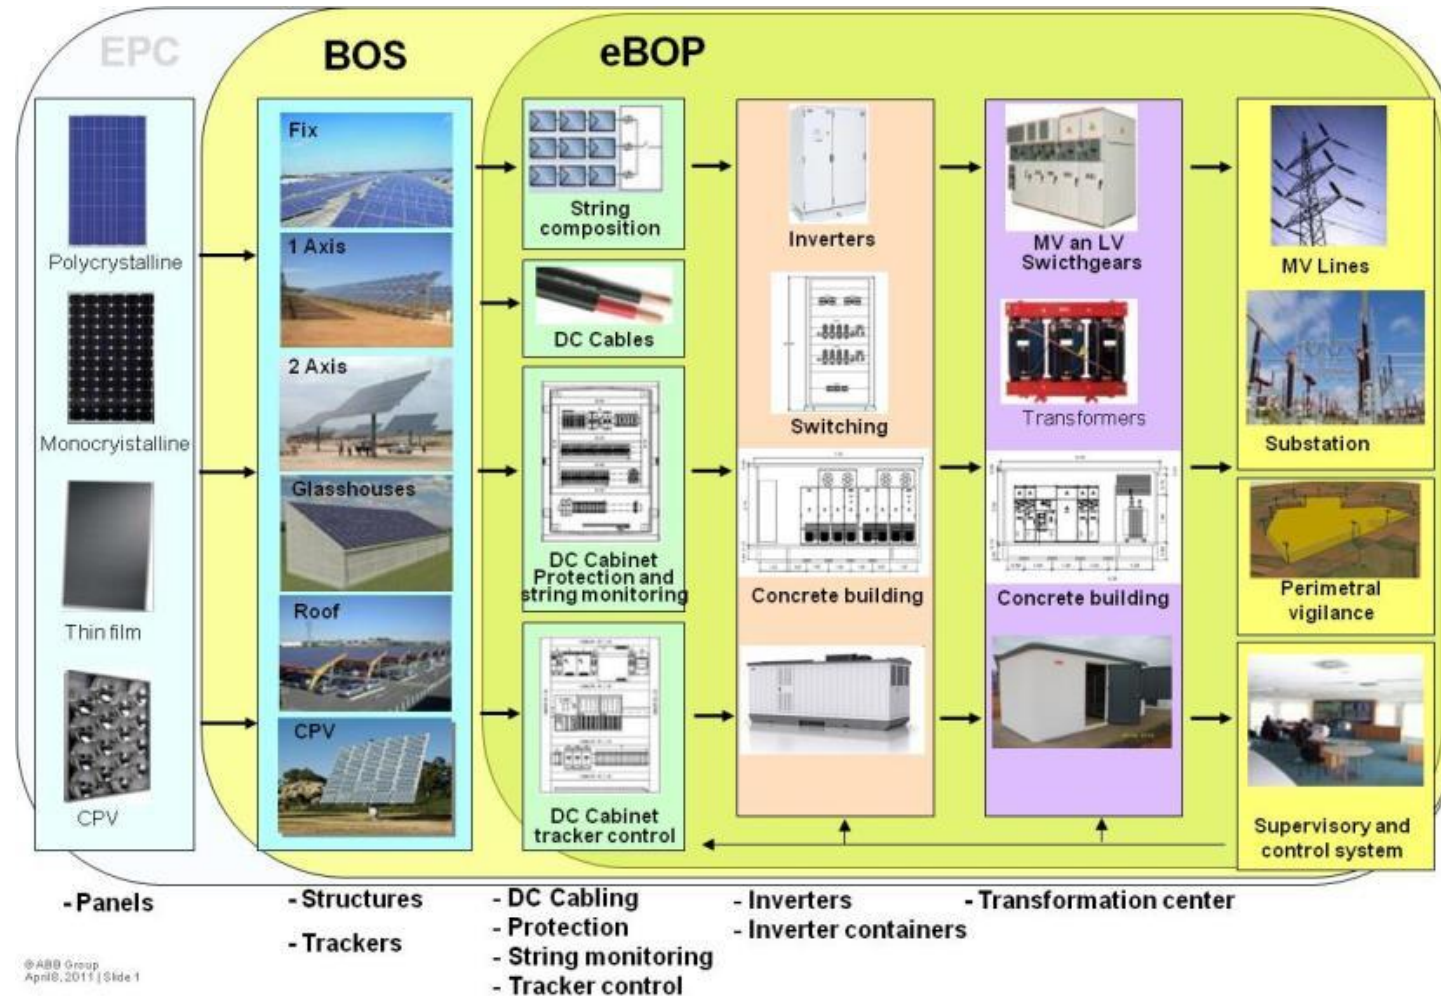 EPC
BOS
eBOP
Polycrystalline
Monocryistalline
Thin film
CPV
Fix
1 Axis
2 Axis
Glasshouses
Roof
CPV
String
composition
DC Cables
DC Cabinet
Protection and
string monitoring
DC Cabinet
tracker control
Inverters
Switching
Concrete building
MV an LV
Swicthgears
Transformers
Concrete building
MV Lines
Substation
Perimetral
vigilance
Supervisory and
control system
- Panels
- Structures
- Trackers
- DC Cabling
- Protection
- String monitoring
- Tracker control
- Inverters
- Inverter containers
- Transformation center
© ABB Group
April 8, 2011 | Slide 1